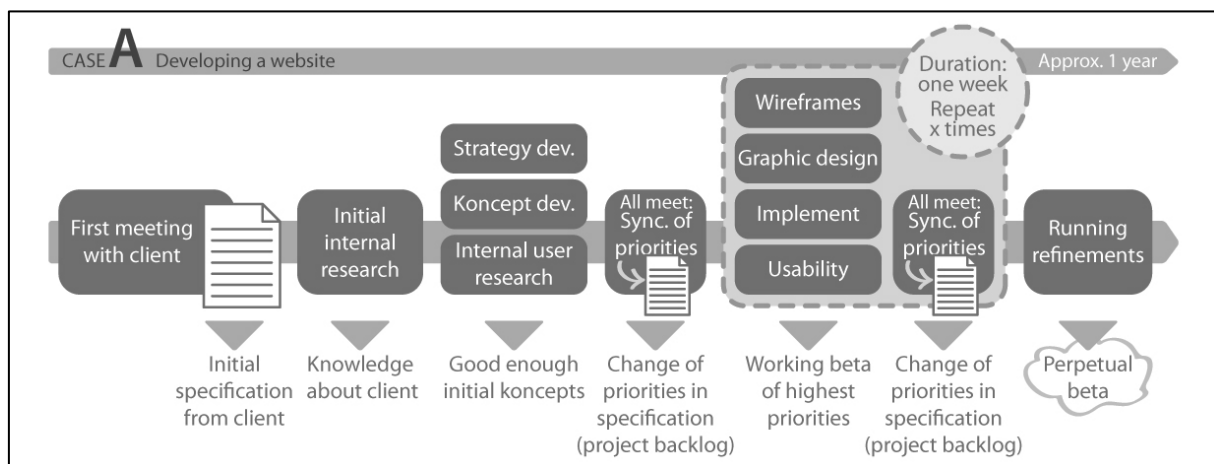 CASE A Developing a website
Approx. 1 year
Duration:
one week
Repeat
x times
First meeting
with client
Initial
internal
research
Strategy dev.
Koncept dev.
Internal user
research
All meet:
Sync. of
priorities
Wireframes
Graphic design
Implement
Usability
All meet:
Sync. of
priorities
Running
refinements
Initial
specification
from client
Knowledge
about client
Good enough
initial koncepts
Change of
priorities in
specification
(project backlog)
Working beta
of highest
priorities
Change of
priorities in
specification
(project backlog)
Perpetual
beta